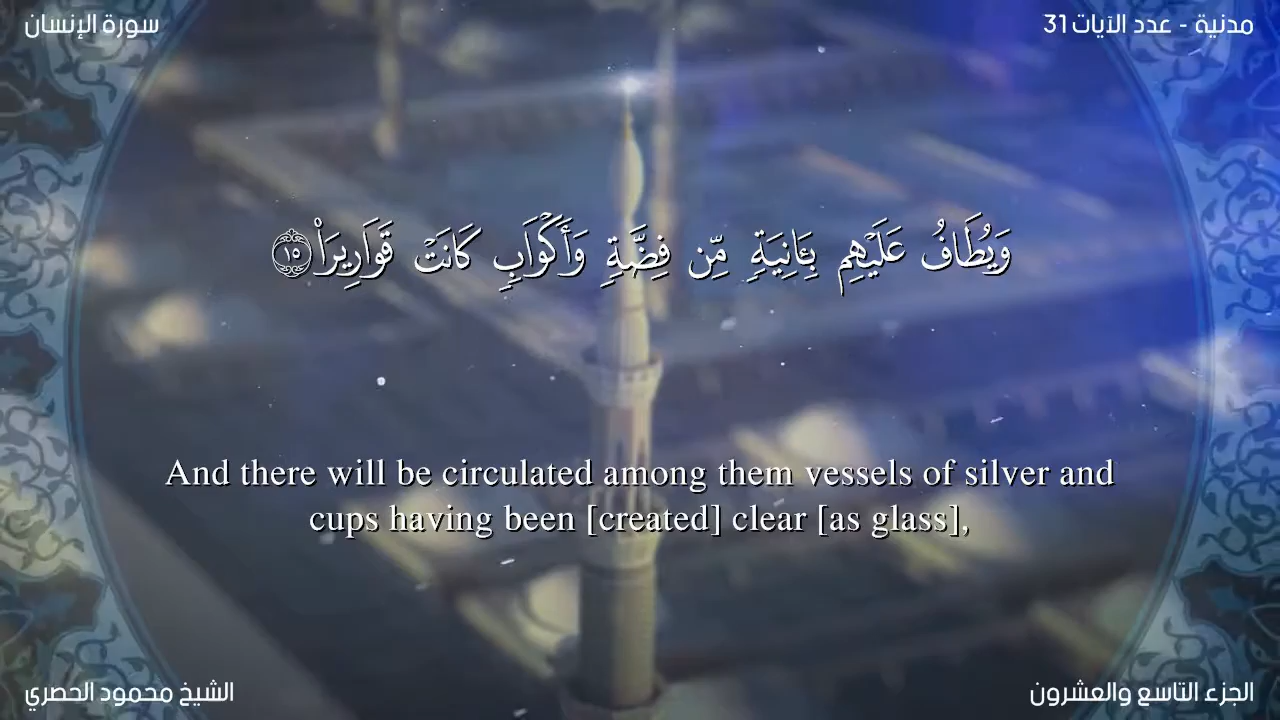 سورة الإنسان
مدنية - عدد الآيات 31
وَيُطَافُ عَلَيْهِم بِـَٔانِيَةٍ مِّن فِضَّةٍ وَأَكْوَابٍ كَانَتْ قَوَارِيرَا۠ ١٥
And there will be circulated among them vessels of silver and
cups having been [created] clear [as glass],
الشيخ محمود الحصري
الجزء التاسع والعشرون